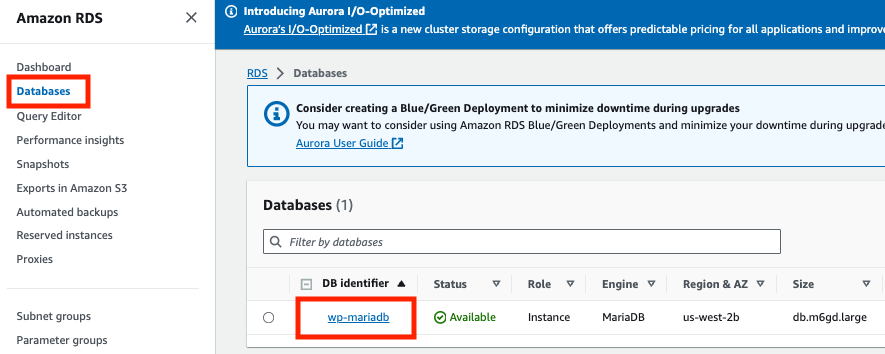 Amazon RDS
Dashboard
Databases
Query Editor
Performance insights
Snapshots
Exports in Amazon S3
Automated backups
Reserved instances
Proxies
Subnet groups
Parameter groups
Introducing Aurora I/O-Optimized
Aurora's I/O-Optimized is a new cluster storage configuration that offers predictable pricing for all applications and improve
RDS > Databases
Consider creating a Blue/Green Deployment to minimize downtime during upgrades
You may want to consider using Amazon RDS Blue/Green Deployments and minimize your downtime during upgrade
Aurora User Guide
Databases (1)
Filter by databases
DB identifier Status Role Engine Region & AZ Size
wp-mariadb Available Instance MariaDB us-west-2b db.m6gd.large